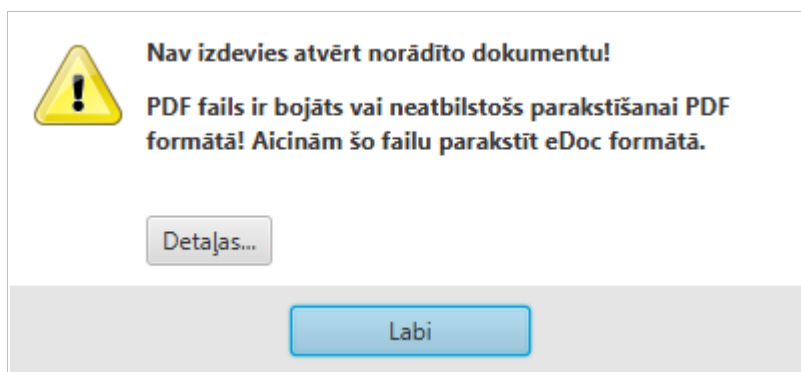 Nav izdevies atvērt norādīto dokumentu!
PDF fails ir bojāts vai neatbilstošs parakstīšanai PDF
formātā! Aicinām šo failu parakstīt eDoc formātā.
Detaļas...
Labi